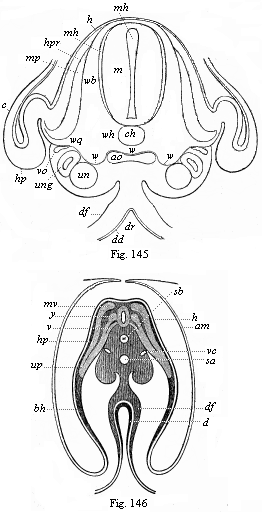 mh
h
mh
hpr
mp
wb
m
c
wh
ch
wq
w
w
w
ao
vo
hp
ung
un
df
dr
dd
Fig. 145
sb
mv
y
h
v
am
hp
vc
up
sa
bh
df
d
Fig. 146